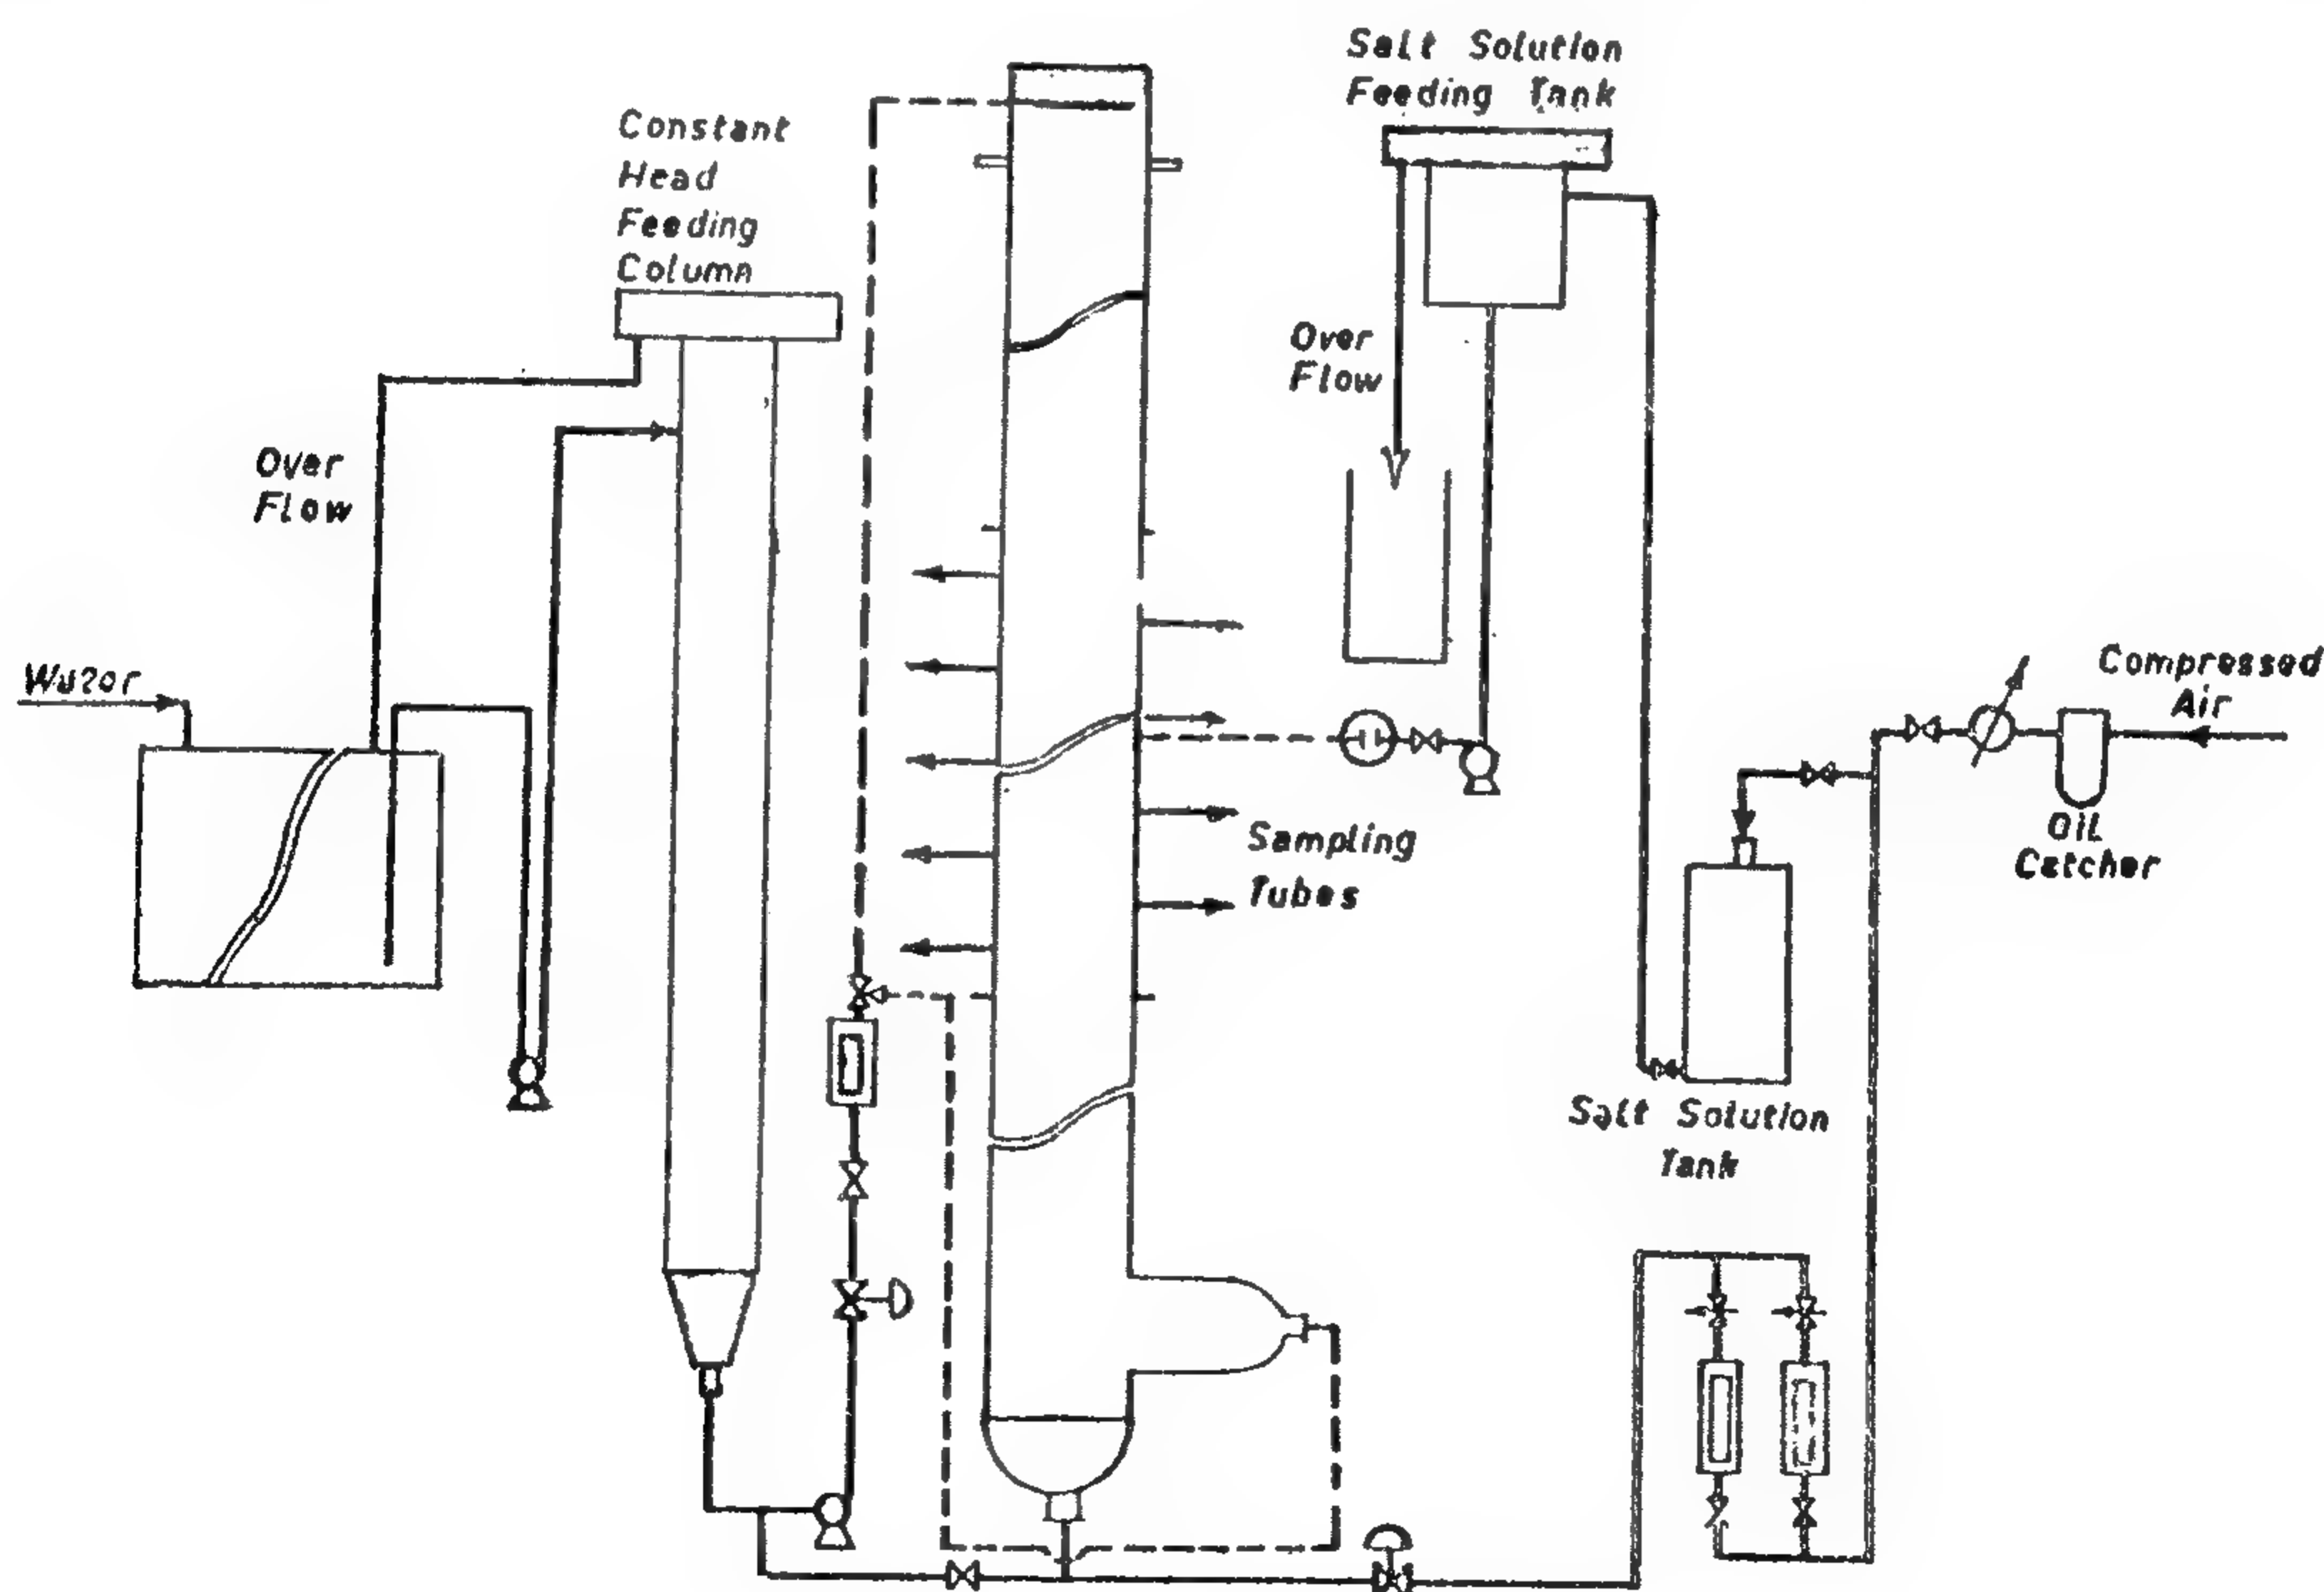 Salt Solution
Feeding Tank
Constant
Head
Feeding
Column
Over
Flow
Over
Flow
Water
Compressed
Air
Oil
Catcher
Sampling
Tubes
Salt Solution
Tank